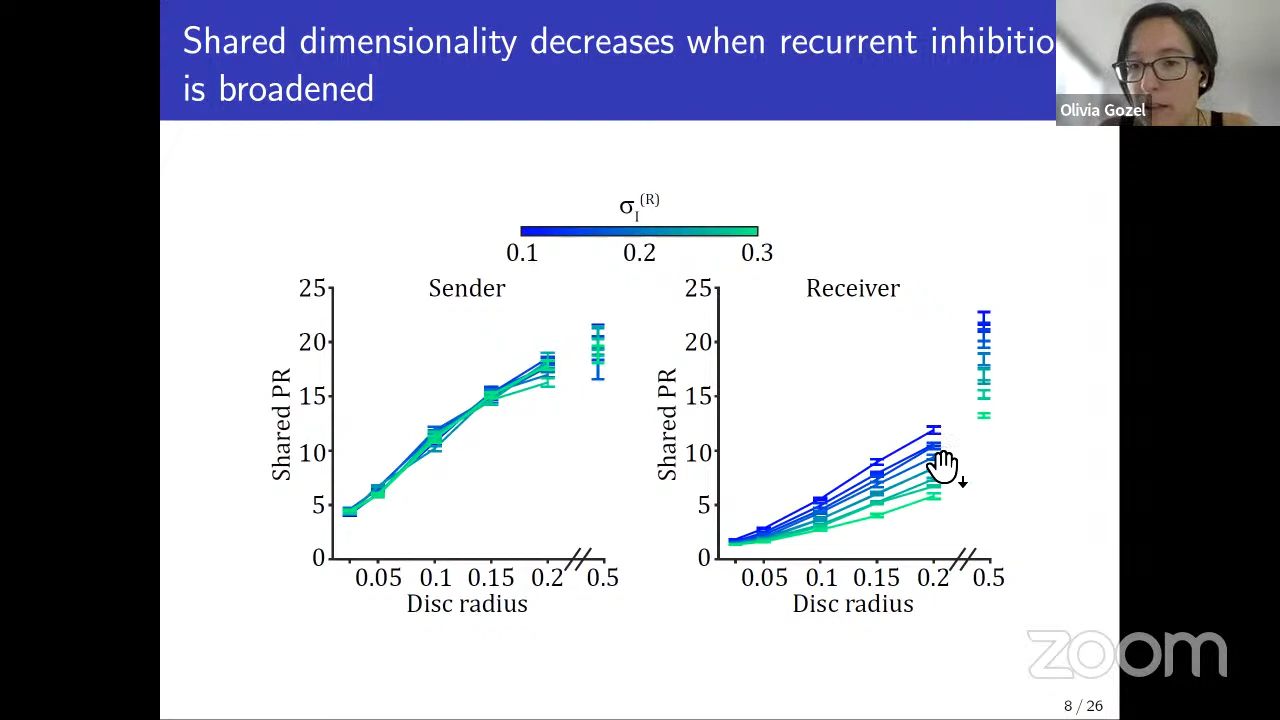 Shared dimensionality decreases when recurrent inhibitio
is broadened
Olivia Gozel
σ_I^(R)
0.1 0.2 0.3
Sender
25
20
15
10
5
0
Shared PR
0.05 0.1 0.15 0.2 0.5
Disc radius
Receiver
25
20
15
10
5
0
Shared PR
0.05 0.1 0.15 0.2 0.5
Disc radius
zoom
8 / 26